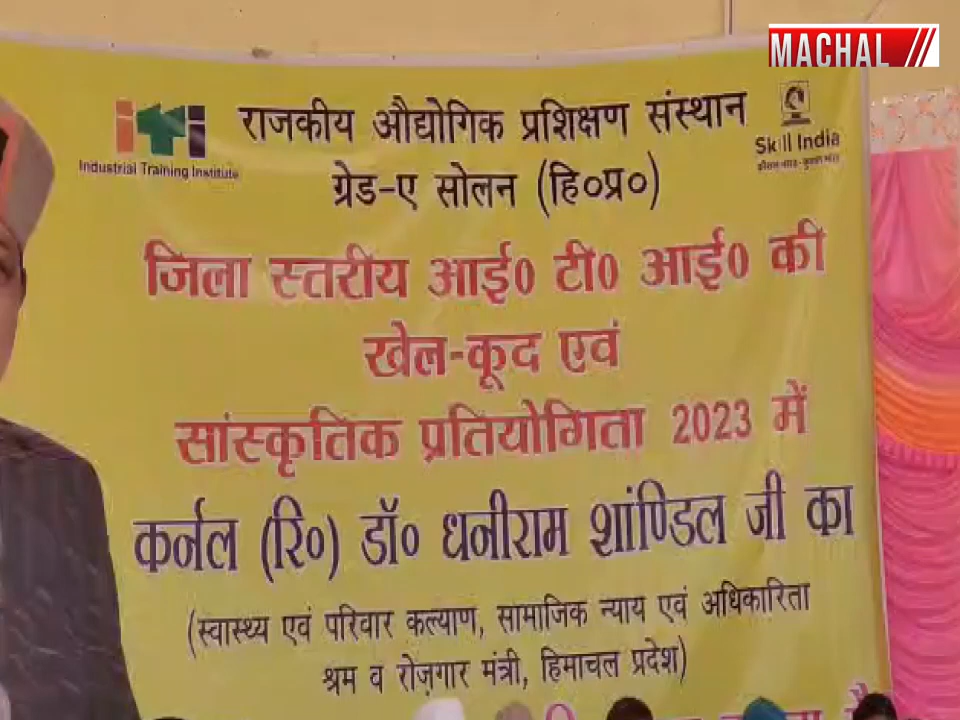 MACHAL
iTi
Industrial Training Institute
राजकीय औद्योगिक प्रशिक्षण संस्थान
Skill India
ग्रेड-ए सोलन (हि०प्र०)
जिला स्तरीय आई० टी० आई० की
खेल-कूद एवं
सांस्कृतिक प्रतियोगिता 2023 में
कर्नल (रि०) डॉ० धनीराम शांण्डिल जी का
(स्वास्थ्य एवं परिवार कल्याण, सामाजिक न्याय एवं अधिकारिता
श्रम व रोज़गार मंत्री, हिमाचल प्रदेश)